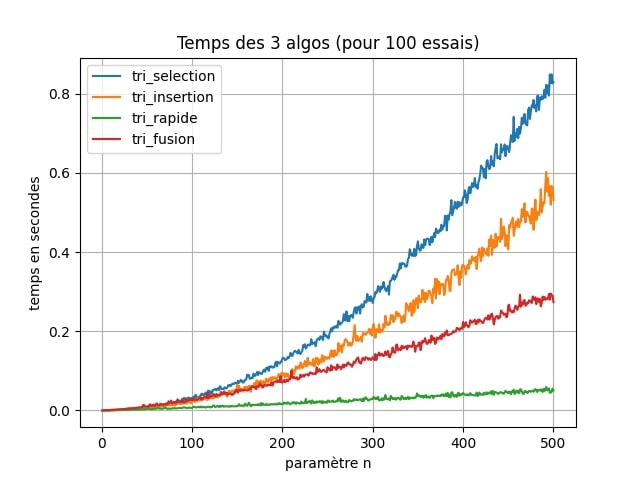 Temps des 3 algos (pour 100 essais)
tri_selection
tri_insertion
tri_rapide
tri_fusion
temps en secondes
0.8
0.6
0.4
0.2
0.0
0 100 200 300 400 500
paramètre n